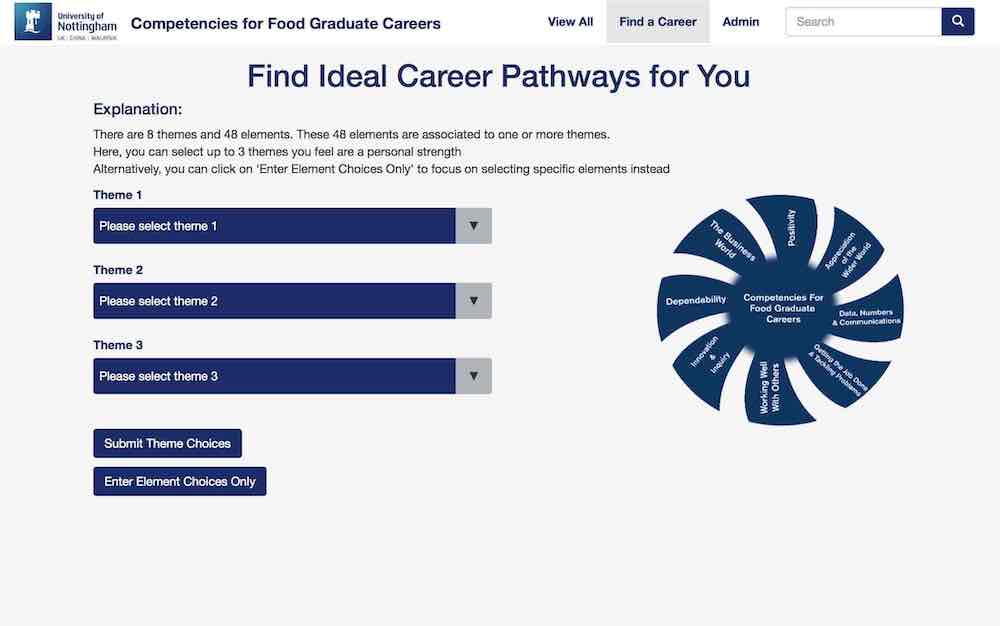 University of
Nottingham
UK | CHINA | MALAYSIA
Competencies for Food Graduate Careers
View All
Find a Career
Admin
Search
Find Ideal Career Pathways for You
Explanation:
There are 8 themes and 48 elements. These 48 elements are associated to one or more themes.
Here, you can select up to 3 themes you feel are a personal strength
Alternatively, you can click on 'Enter Element Choices Only' to focus on selecting specific elements instead
Theme 1
Please select theme 1
Theme 2
Please select theme 2
Theme 3
Please select theme 3
Submit Theme Choices
Enter Element Choices Only
Positivity
Appreciation
of the
Wider World
Data, Numbers
& Communications
Getting the Job Done
& Tackling Problems
Working Well
With Others
Innovation
&
Inquiry
Dependability
The Business
World
Competencies For
Food Graduate
Careers